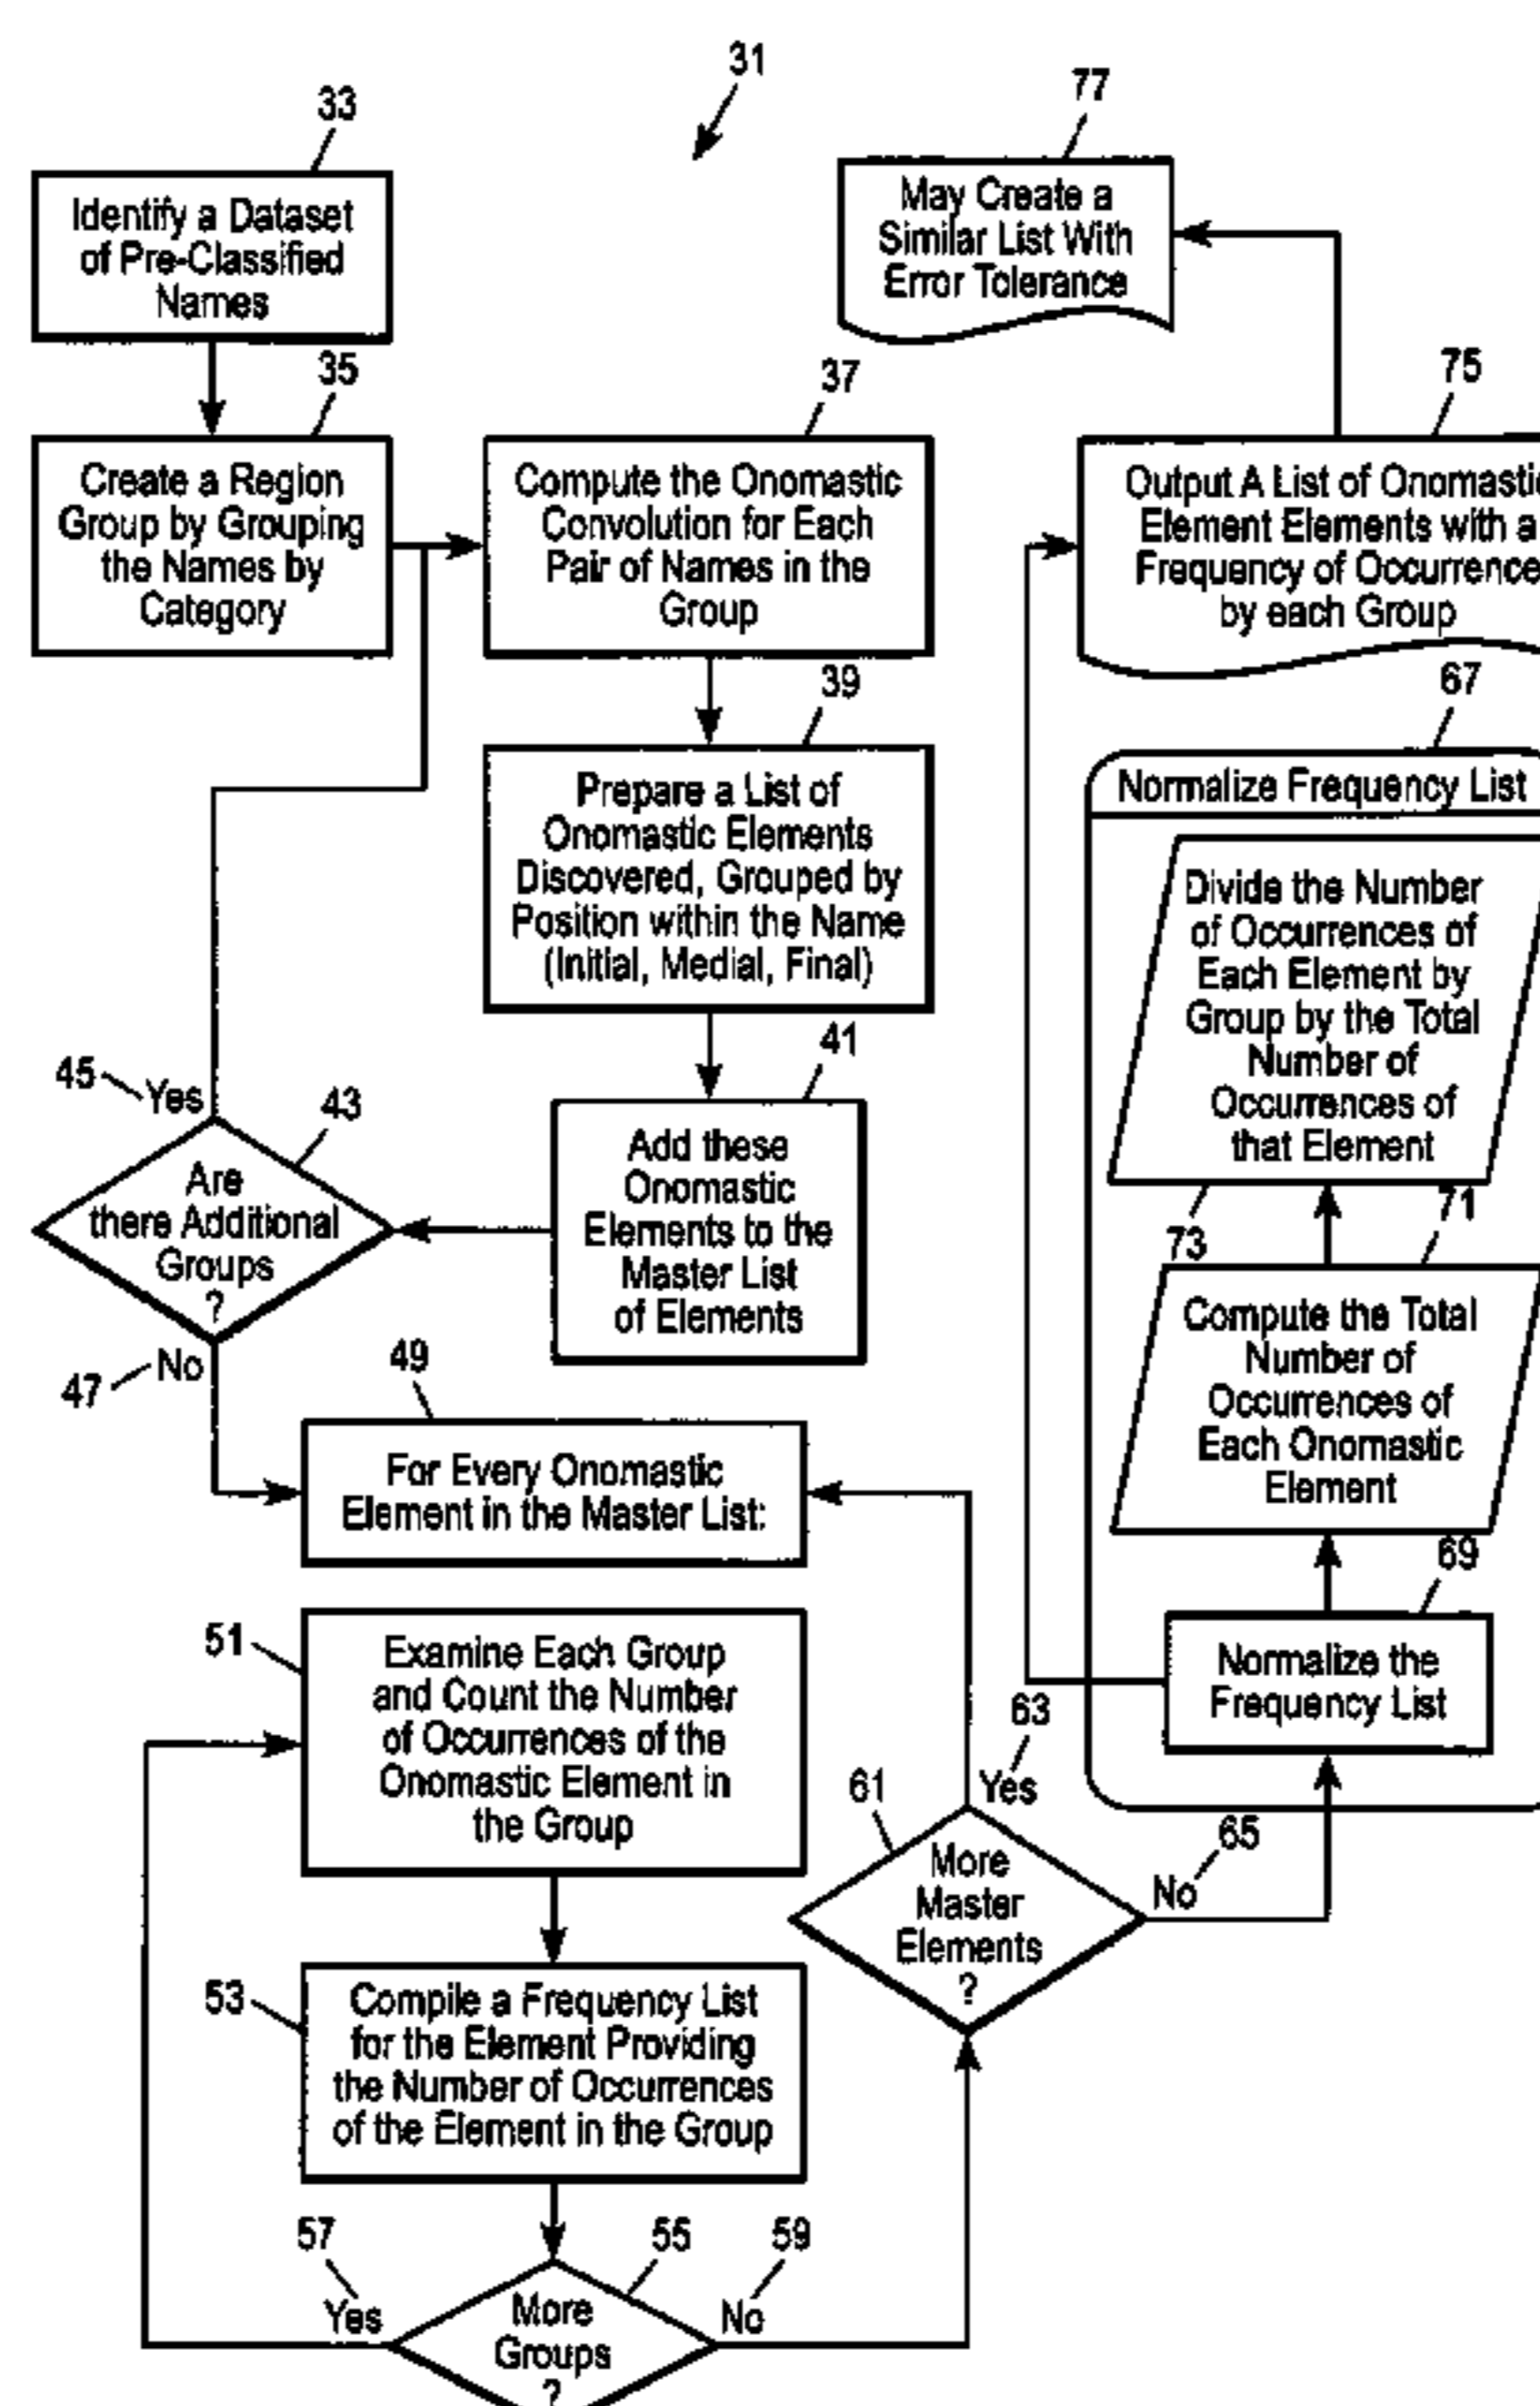 31
33
Identify a Dataset
of Pre-Classified
Names
35
Create a Region
Group by Grouping
the Names by
Category
37
Compute the Onomastic
Convolution for Each
Pair of Names in the
Group
39
Prepare a List of
Onomastic Elements
Discovered, Grouped by
Position within the Name
(Initial, Medial, Final)
41
Add these
Onomastic
Elements to the
Master List
of Elements
43
Are
there Additional
Groups
?
45
Yes
47
No
49
For Every Onomastic
Element in the Master List:
51
Examine Each Group
and Count the Number
of Occurrences of the
Onomastic Element in
the Group
53
Compile a Frequency List
for the Element Providing
the Number of Occurrences
of the Element in the Group
55
More
Groups
?
57
Yes
59
No
61
More
Master
Elements
?
63
Yes
65
No
67
Normalize Frequency List
69
Normalize the
Frequency List
71
Compute the Total
Number of
Occurrences of
Each Onomastic
Element
73
Divide the Number
of Occurrences of
Each Element by
Group by the Total
Number of
Occurrences of
that Element
75
Output A List of Onomastic
Element Elements with a
Frequency of Occurrence
by each Group
77
May Create a
Similar List With
Error Tolerance